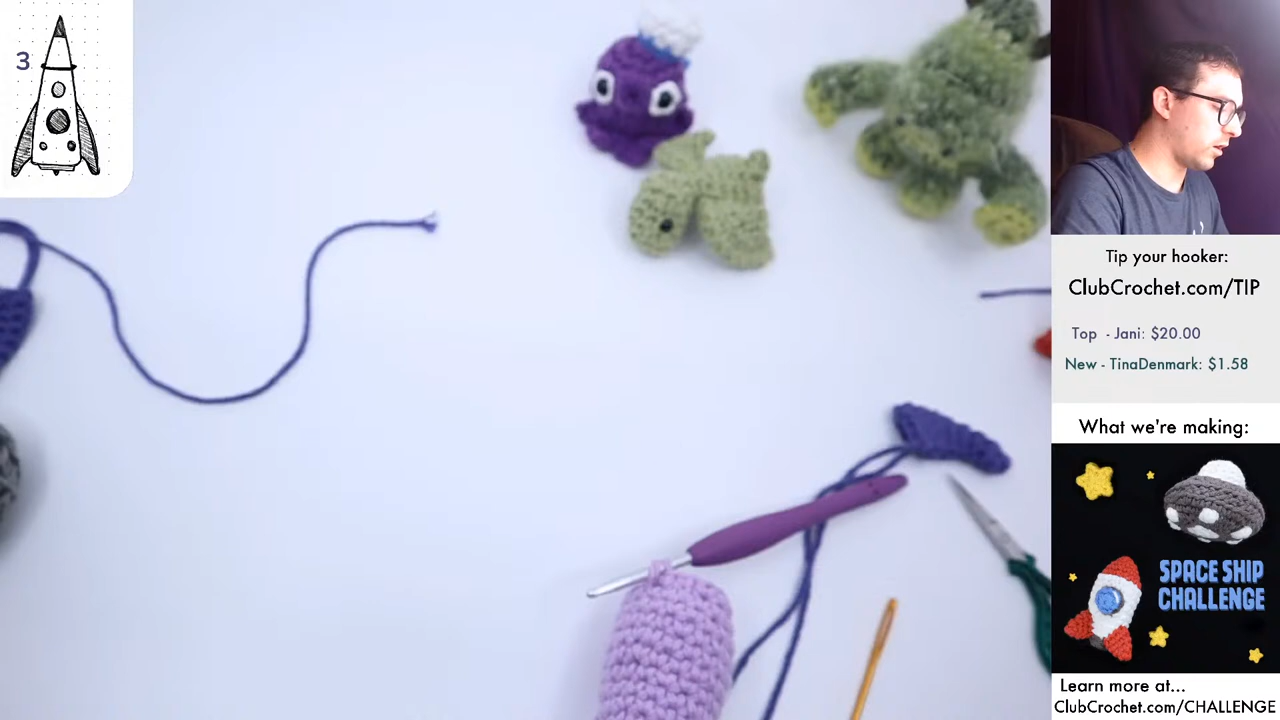 3
Tip your hooker:
ClubCrochet.com/TIP
Top - Jani: $20.00
New - TinaDenmark: $1.58
What we're making:
SPACE SHIP
CHALLENGE
Learn more at...
ClubCrochet.com/CHALLENGE